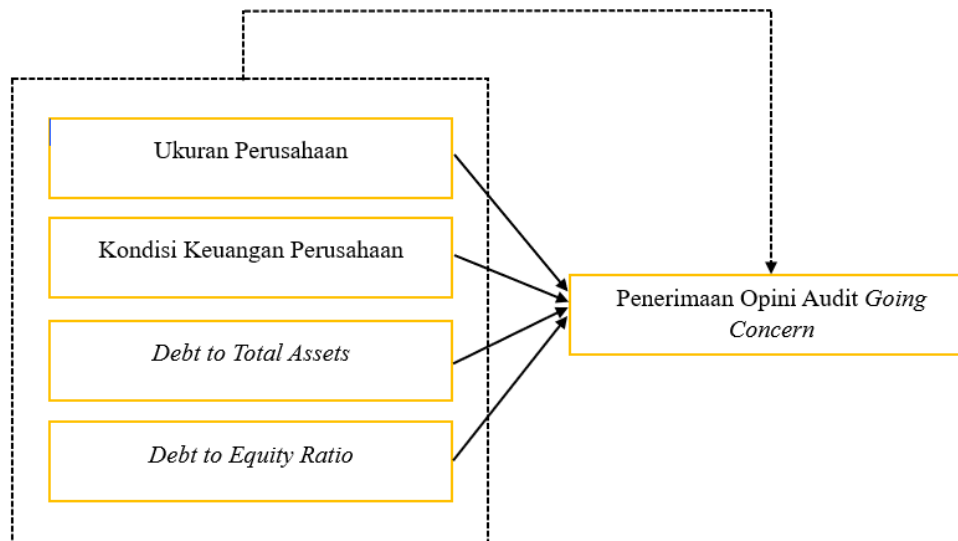 Ukuran Perusahaan
Kondisi Keuangan Perusahaan
Debt to Total Assets
Debt to Equity Ratio
Penerimaan Opini Audit Going
Concern